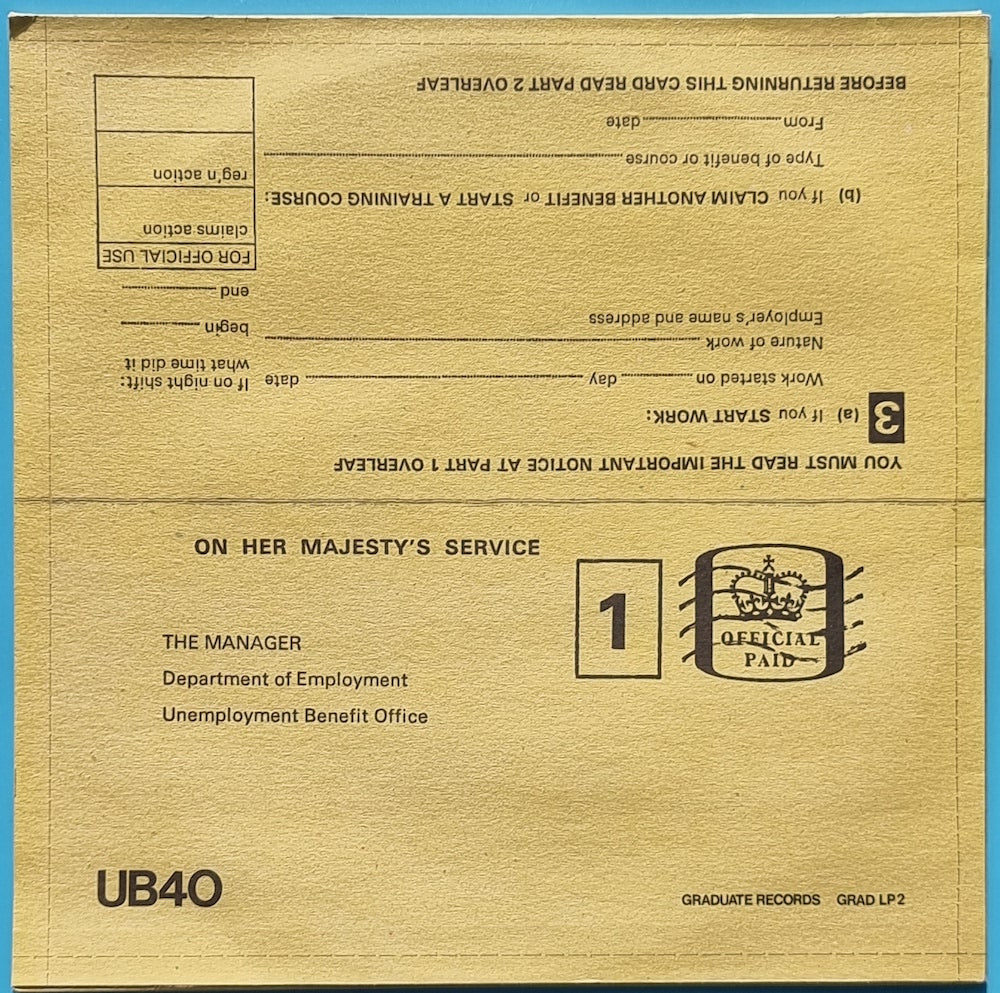 YOU MUST READ THE IMPORTANT NOTICE AT PART 1 OVERLEAF
3 (a) If you START WORK:
Work started on day date
Nature of work
Employer's name and address
If on night shift:
what time did it
begin
end
(b) If you CLAIM ANOTHER BENEFIT or START A TRAINING COURSE:
Type of benefit or course
From date
BEFORE RETURNING THIS CARD READ PART 2 OVERLEAF
FOR OFFICIAL USE
claims action
reg'n action
ON HER MAJESTY'S SERVICE
1
OFFICIAL
PAID
THE MANAGER
Department of Employment
Unemployment Benefit Office
UB40
GRADUATE RECORDS GRAD LP2